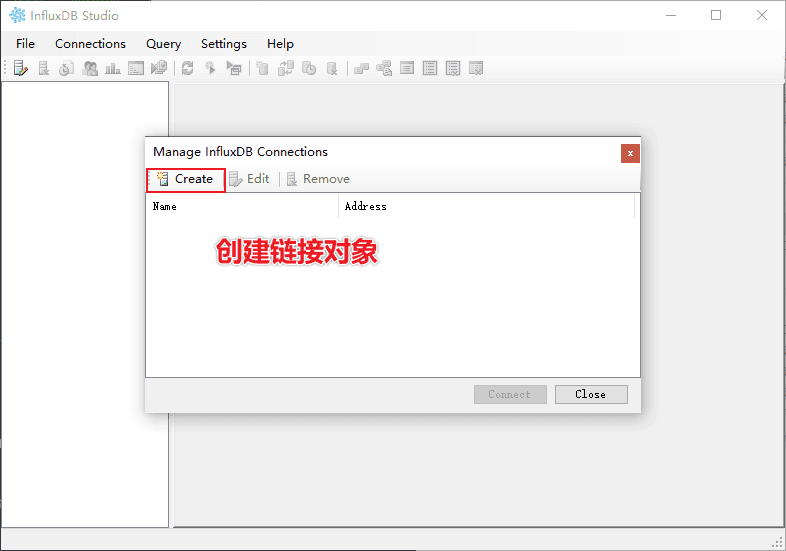 InfluxDB Studio
File Connections Query Settings Help
Manage InfluxDB Connections
x
Create Edit Remove
Name Address
创建链接对象
Connect Close